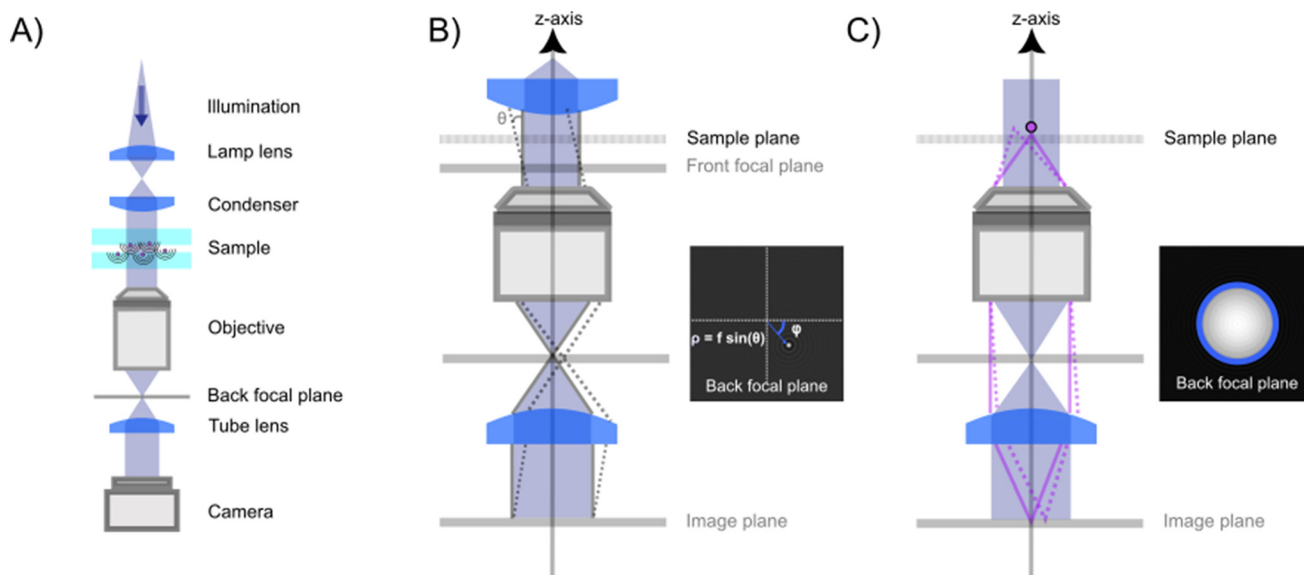 A)
Illumination
Lamp lens
Condenser
Sample
Objective
Back focal plane
Tube lens
Camera
B)
z-axis
θ
Sample plane
Front focal plane
ρ = f sin(θ)
φ
Back focal plane
Image plane
C)
z-axis
Sample plane
Back focal plane
Image plane